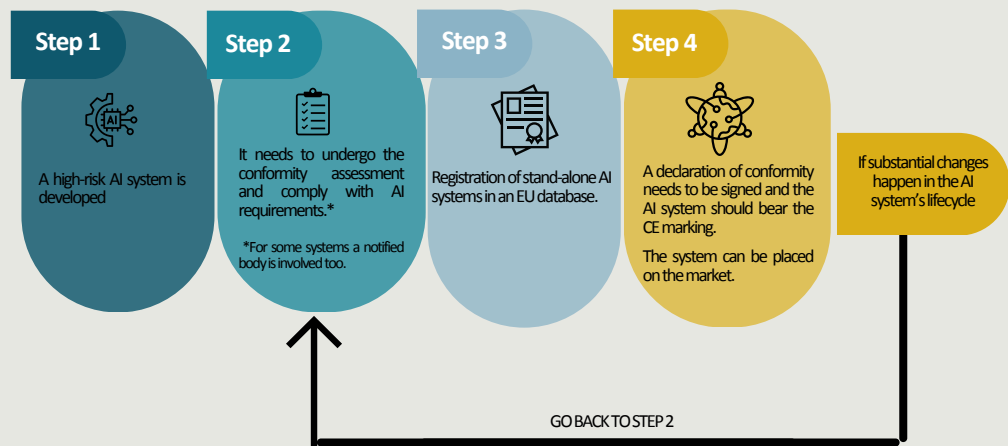 Step 1
AI
A high-risk AI system is
developed
Step 2
It needs to undergo the
conformity assessment
and comply with AI
requirements.*
*For some systems a notified
body is involved too.
Step 3
Registration of stand-alone AI
systems in an EU database.
Step 4
A declaration of conformity
needs to be signed and the
AI system should bear the
CE marking.
The system can be placed
on the market.
If substantial changes
happen in the AI
system's lifecycle
GO BACK TO STEP 2